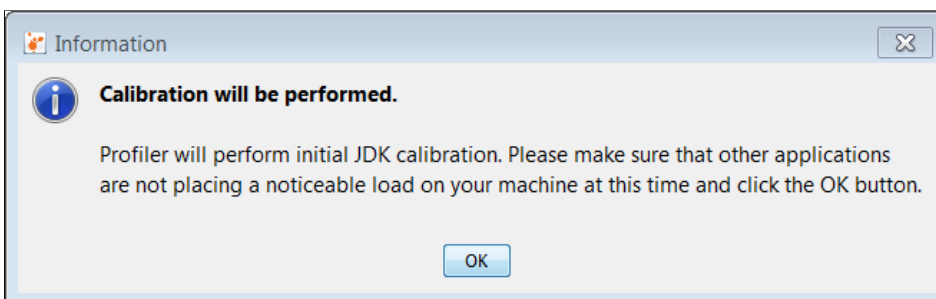 Information
Calibration will be performed.
Profiler will perform initial JDK calibration. Please make sure that other applications
are not placing a noticeable load on your machine at this time and click the OK button.
OK